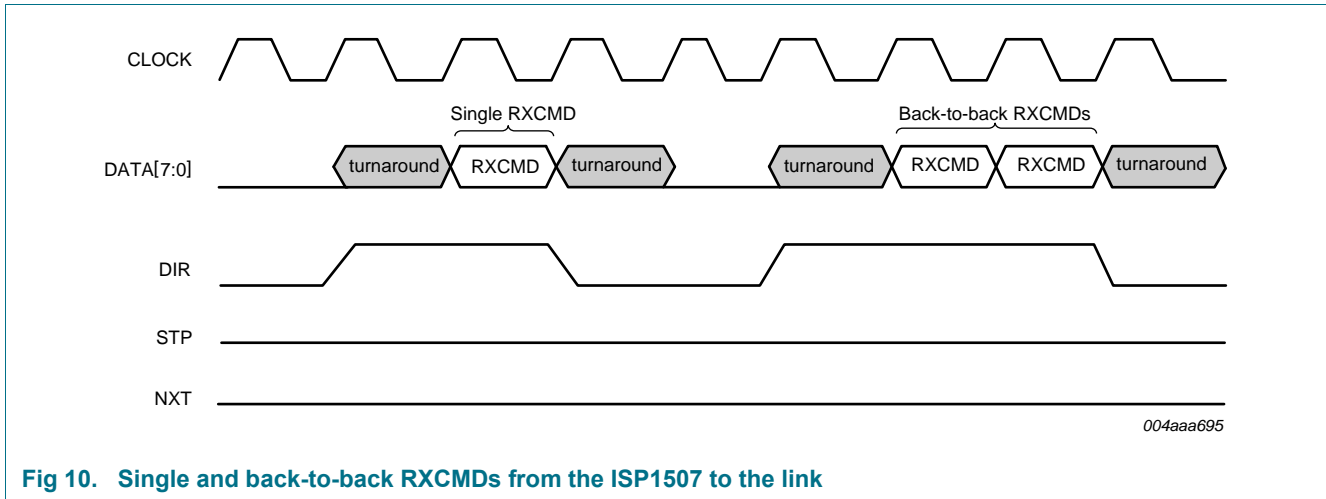 CLOCK
Single RXCMD
Back-to-back RXCMDs
DATA[7:0]
turnaround
RXCMD
turnaround
turnaround
RXCMD
RXCMD
turnaround
DIR
STP
NXT
004aaa695
Fig 10. Single and back-to-back RXCMDs from the ISP1507 to the link